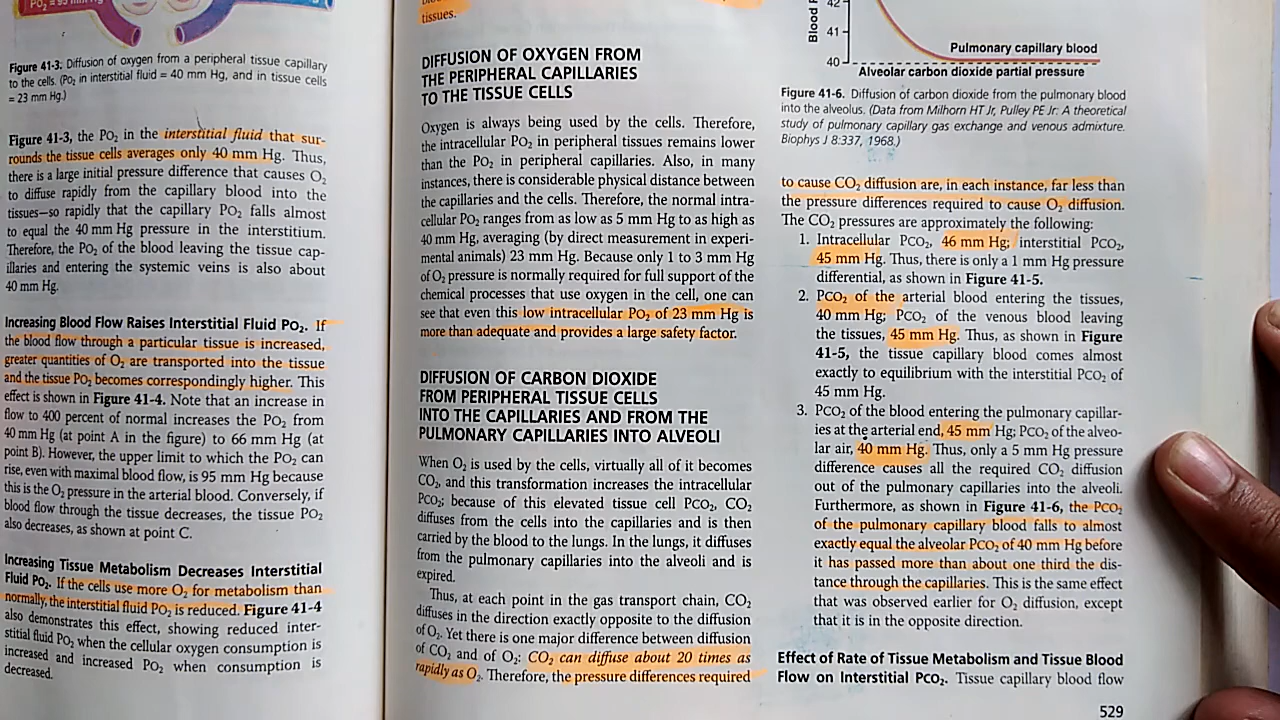 PO₂ = 95 mm Hg
Figure 41-3. Diffusion of oxygen from a peripheral tissue capillary
to the cells. (PO₂ in interstitial fluid = 40 mm Hg, and in tissue cells
= 23 mm Hg.)
Figure 41-3, the PO₂ in the interstitial fluid that sur-
rounds the tissue cells averages only 40 mm Hg. Thus,
there is a large initial pressure difference that causes O₂
to diffuse rapidly from the capillary blood into the
tissues—so rapidly that the capillary PO₂ falls almost
to equal the 40 mm Hg pressure in the interstitium.
Therefore, the PO₂ of the blood leaving the tissue cap-
illaries and entering the systemic veins is also about
40 mm Hg.
Increasing Blood Flow Raises Interstitial Fluid PO₂. If
the blood flow through a particular tissue is increased,
greater quantities of O₂ are transported into the tissue
and the tissue PO₂ becomes correspondingly higher. This
effect is shown in Figure 41-4. Note that an increase in
flow to 400 percent of normal increases the PO₂ from
40 mm Hg (at point A in the figure) to 66 mm Hg (at
point B). However, the upper limit to which the PO₂ can
rise, even with maximal blood flow, is 95 mm Hg because
this is the O₂ pressure in the arterial blood. Conversely, if
blood flow through the tissue decreases, the tissue PO₂
also decreases, as shown at point C.
Increasing Tissue Metabolism Decreases Interstitial
Fluid PO₂. If the cells use more O₂ for metabolism than
normally, the interstitial fluid PO₂ is reduced. Figure 41-4
also demonstrates this effect, showing reduced inter-
stitial fluid PO₂ when the cellular oxygen consumption is
increased and increased PO₂ when consumption is
decreased.
tissues.
DIFFUSION OF OXYGEN FROM
THE PERIPHERAL CAPILLARIES
TO THE TISSUE CELLS
Oxygen is always being used by the cells. Therefore,
the intracellular PO₂ in peripheral tissues remains lower
than the PO₂ in peripheral capillaries. Also, in many
instances, there is considerable physical distance between
the capillaries and the cells. Therefore, the normal intra-
cellular PO₂ ranges from as low as 5 mm Hg to as high as
40 mm Hg, averaging (by direct measurement in experi-
mental animals) 23 mm Hg. Because only 1 to 3 mm Hg
of O₂ pressure is normally required for full support of the
chemical processes that use oxygen in the cell, one can
see that even this low intracellular PO₂ of 23 mm Hg is
more than adequate and provides a large safety factor.
DIFFUSION OF CARBON DIOXIDE
FROM PERIPHERAL TISSUE CELLS
INTO THE CAPILLARIES AND FROM THE
PULMONARY CAPILLARIES INTO ALVEOLI
When O₂ is used by the cells, virtually all of it becomes
CO₂, and this transformation increases the intracellular
PCO₂; because of this elevated tissue cell PCO₂, CO₂
diffuses from the cells into the capillaries and is then
carried by the blood to the lungs. In the lungs, it diffuses
from the pulmonary capillaries into the alveoli and is
expired.
Thus, at each point in the gas transport chain, CO₂
diffuses in the direction exactly opposite to the diffusion
of O₂. Yet there is one major difference between diffusion
of CO₂ and of O₂: CO₂ can diffuse about 20 times as
rapidly as O₂. Therefore, the pressure differences required
Blood
42
41
40
Pulmonary capillary blood
Alveolar carbon dioxide partial pressure
Figure 41-6. Diffusion of carbon dioxide from the pulmonary blood
into the alveolus. (Data from Milhorn HT Jr, Pulley PE Jr: A theoretical
study of pulmonary capillary gas exchange and venous admixture.
Biophys J 8:337, 1968.)
to cause CO₂ diffusion are, in each instance, far less than
the pressure differences required to cause O₂ diffusion.
The CO₂ pressures are approximately the following:
1. Intracellular PCO₂, 46 mm Hg; interstitial PCO₂,
45 mm Hg. Thus, there is only a 1 mm Hg pressure
differential, as shown in Figure 41-5.
2. PCO₂ of the arterial blood entering the tissues,
40 mm Hg; PCO₂ of the venous blood leaving
the tissues, 45 mm Hg. Thus, as shown in Figure
41-5, the tissue capillary blood comes almost
exactly to equilibrium with the interstitial PCO₂ of
45 mm Hg.
3. PCO₂ of the blood entering the pulmonary capillar-
ies at the arterial end, 45 mm Hg; PCO₂ of the alveo-
lar air, 40 mm Hg. Thus, only a 5 mm Hg pressure
difference causes all the required CO₂ diffusion
out of the pulmonary capillaries into the alveoli.
Furthermore, as shown in Figure 41-6, the PCO₂
of the pulmonary capillary blood falls to almost
exactly equal the alveolar PCO₂ of 40 mm Hg before
it has passed more than about one third the dis-
tance through the capillaries. This is the same effect
that was observed earlier for O₂ diffusion, except
that it is in the opposite direction.
Effect of Rate of Tissue Metabolism and Tissue Blood
Flow on Interstitial PCO₂. Tissue capillary blood flow
529